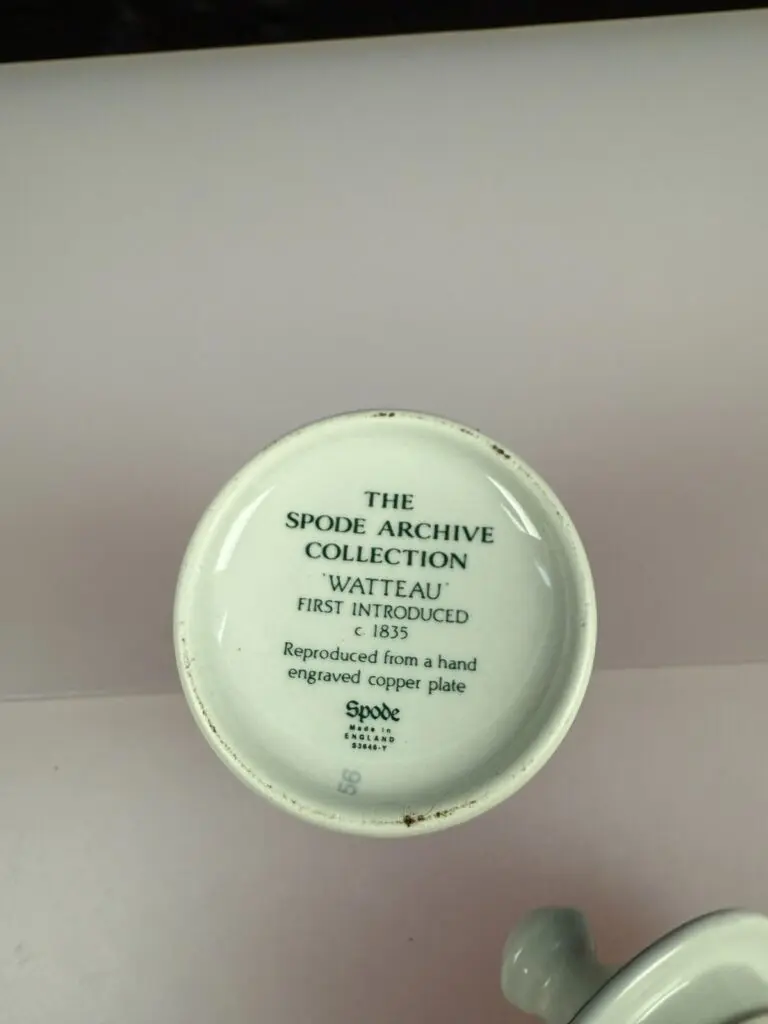 THE
SPODE ARCHIVE
COLLECTION
'WATTEAU'
FIRST INTRODUCED
c. 1835
Reproduced from a hand
engraved copper plate
Spode
Made in
ENGLAND
S3646-Y
56